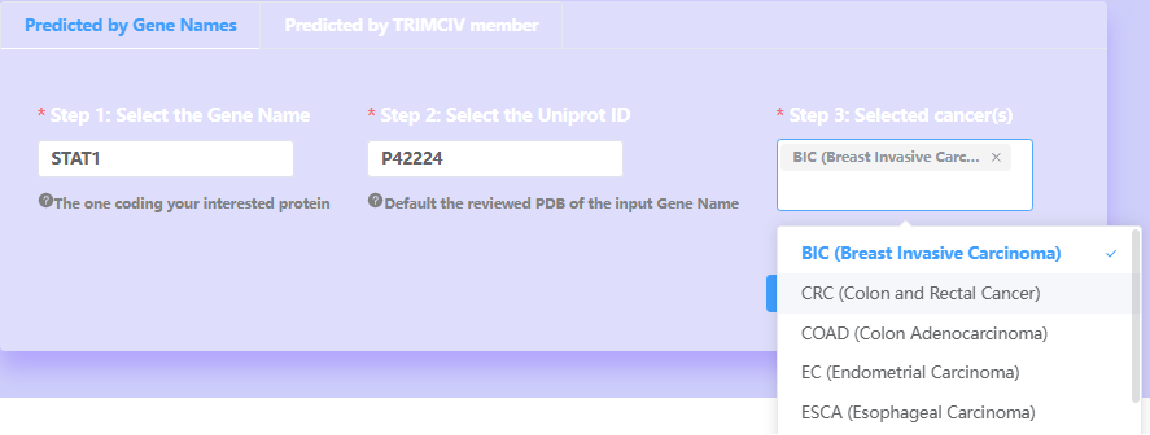 Predicted by Gene Names
Predicted by TRIMCIV member
* Step 1: Select the Gene Name
* Step 2: Select the Uniprot ID
* Step 3: Selected cancer(s)
STAT1
P42224
BIC (Breast Invasive Carc... ×
The one coding your interested protein
Default the reviewed PDB of the input Gene Name
BIC (Breast Invasive Carcinoma)
CRC (Colon and Rectal Cancer)
COAD (Colon Adenocarcinoma)
EC (Endometrial Carcinoma)
ESCA (Esophageal Carcinoma)